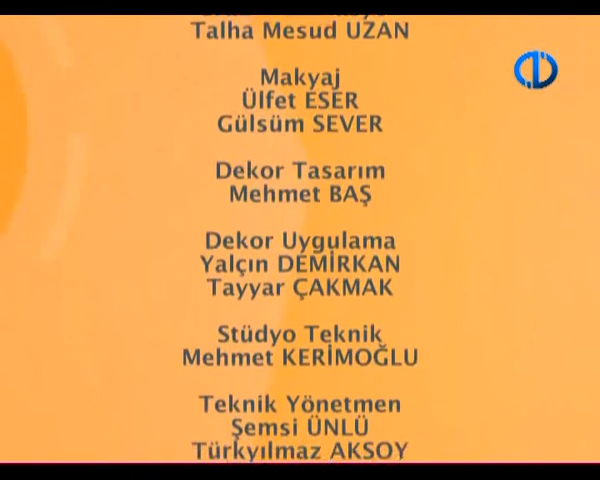 Talha Mesud UZAN
Makyaj
Ülfet ESER
Gülsüm SEVER
Dekor Tasarım
Mehmet BAŞ
Dekor Uygulama
Yalçın DEMİRKAN
Tayyar ÇAKMAK
Stüdyo Teknik
Mehmet KERİMOĞLU
Teknik Yönetmen
Şemsi ÜNLÜ
Türkyılmaz AKSOY